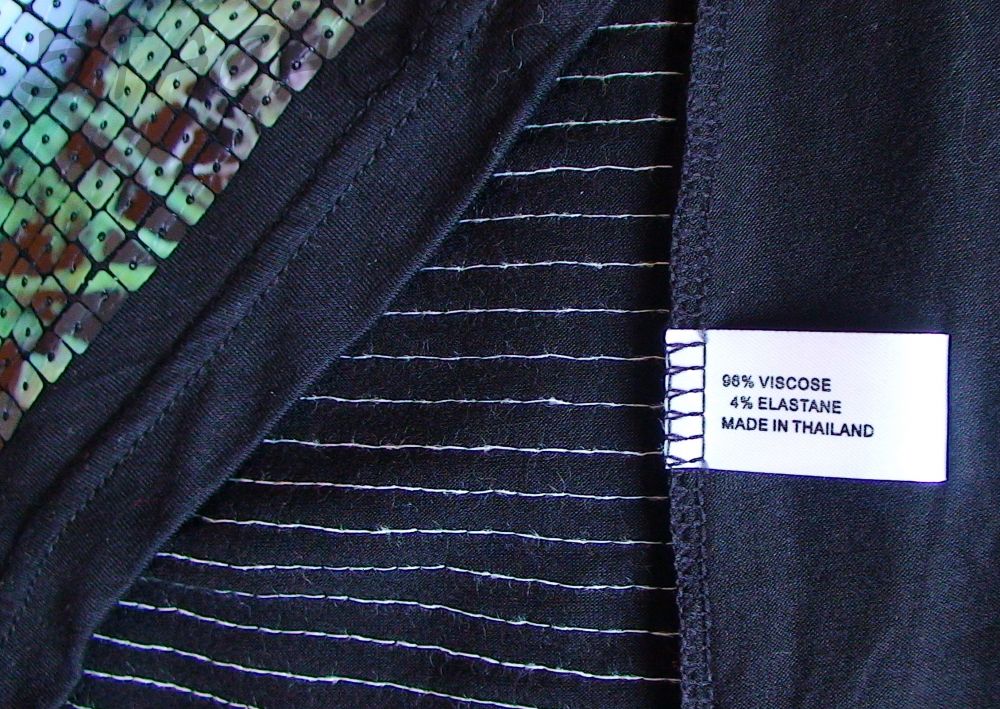 96% VISCOSE
4% ELASTANE
MADE IN THAILAND